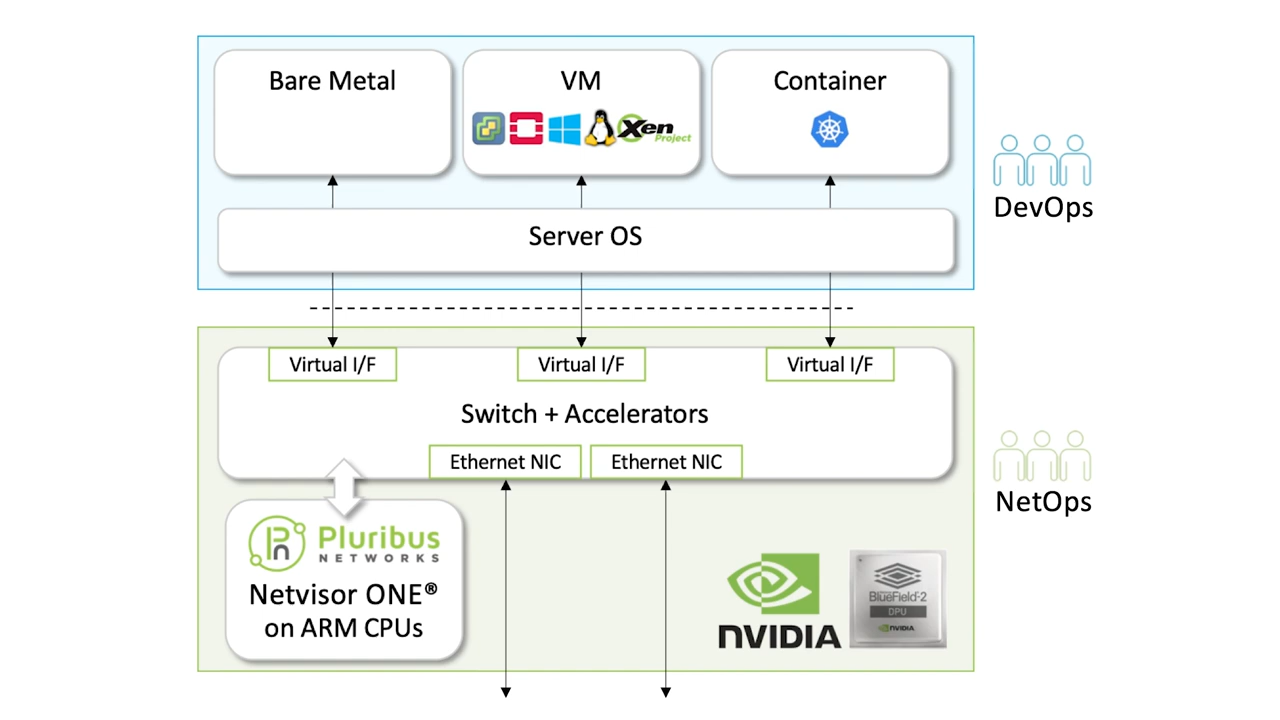 Bare Metal
VM
Container
Xen
Project
DevOps
Server OS
Virtual I/F
Virtual I/F
Virtual I/F
Switch + Accelerators
Ethernet NIC
Ethernet NIC
NetOps
Pn
Pluribus
NETWORKS
Netvisor ONE®
on ARM CPUs
NVIDIA
BlueField-2
DPU
NVIDIA